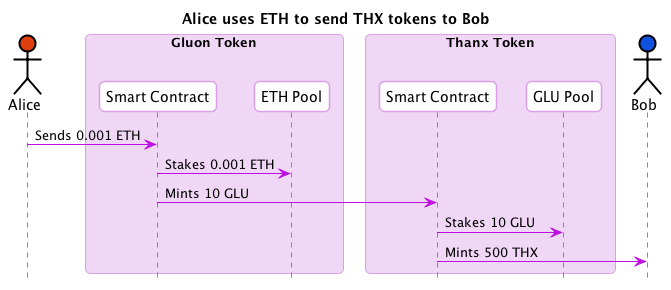 Alice uses ETH to send THX tokens to Bob
Gluon Token
Thanx Token
Alice
Smart Contract
ETH Pool
Smart Contract
GLU Pool
Bob
Sends 0.001 ETH
Stakes 0.001 ETH
Mints 10 GLU
Stakes 10 GLU
Mints 500 THX